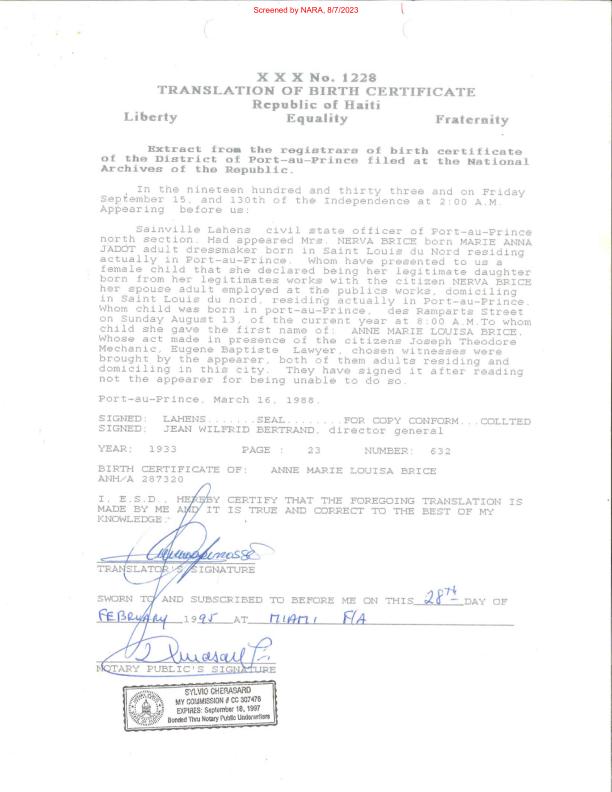 Screened by NARA, 8/7/2023
X X X No. 1228
TRANSLATION OF BIRTH CERTIFICATE
Republic of Haiti
Liberty Equality Fraternity
Extract from the registrars of birth certificate
of the District of Port-au-Prince filed at the National
Archives of the Republic.
In the nineteen hundred and thirty three and on Friday
September 15, and 130th of the Independence at 2:00 A.M.
Appearing before us:
Sainville Lahens civil state officer of Port-au-Prince
north section. Had appeared Mrs. NERVA BRICE born MARIE ANNA
JADOT adult dressmaker born in Saint Louis du Nord residing
actually in Port-au-Prince. Whom have presented to us a
female child that she declared being her legitimate daughter
born from her legitimates works with the citizen NERVA BRICE
her spouse adult employed at the publics works, domiciling
in Saint Louis du nord, residing actually in Port-au-Prince.
Whom child was born in port-au-Prince, des Ramparts Street
on Sunday August 13, of the current year at 8:00 A.M.To whom
child she gave the first name of: ANNE MARIE LOUISA BRICE.
Whose act made in presence of the citizens Joseph Theodore
Mechanic, Eugene Baptiste Lawyer, chosen witnesses were
brought by the appearer, both of them adults residing and
domiciling in this city. They have signed it after reading
not the appearer for being unable to do so.
Port-au-Prince, March 16, 1988.
SIGNED: LAHENS.......SEAL........FOR COPY CONFORM...COLLTED
SIGNED: JEAN WILFRID BERTRAND, director general
YEAR: 1933 PAGE : 23 NUMBER: 632
BIRTH CERTIFICATE OF: ANNE MARIE LOUISA BRICE
ANH/A 287320
I, E.S.D., HEREBY CERTIFY THAT THE FOREGOING TRANSLATION IS
MADE BY ME AND IT IS TRUE AND CORRECT TO THE BEST OF MY
KNOWLEDGE.
TRANSLATOR'S SIGNATURE
SWORN TO AND SUBSCRIBED TO BEFORE ME ON THIS 28TH DAY OF
FEBRUARY 1995 AT MIAMI F/A
NOTARY PUBLIC'S SIGNATURE
SYLVIO CHERASARD
MY COMMISSION # CC 307476
EXPIRES: September 18, 1997
Bonded Thru Notary Public Underwriters